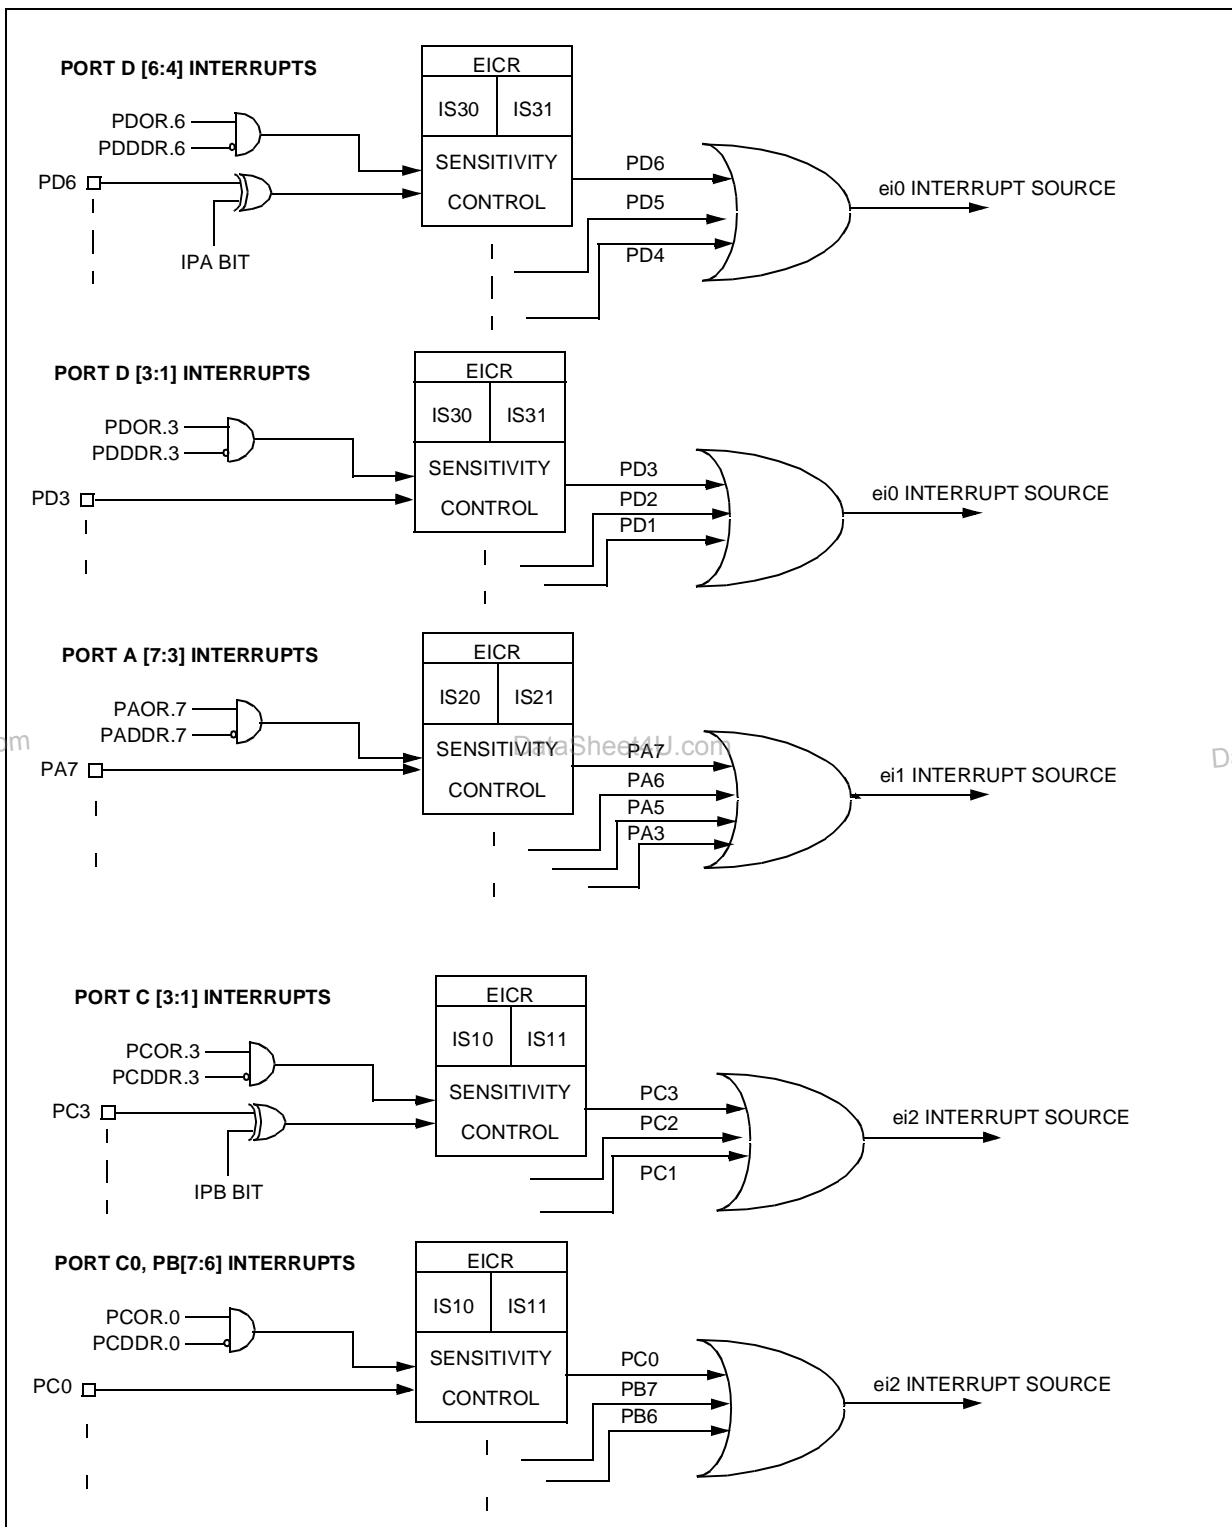 PORT D [6:4] INTERRUPTS
EICR
IS30 IS31
PDOR.6
PDDDR.6
SENSITIVITY
CONTROL
PD6
IPA BIT
PD6
PD5
PD4
ei0 INTERRUPT SOURCE
PORT D [3:1] INTERRUPTS
EICR
IS30 IS31
PDOR.3
PDDDR.3
SENSITIVITY
CONTROL
PD3
PD3
PD2
PD1
ei0 INTERRUPT SOURCE
PORT A [7:3] INTERRUPTS
EICR
IS20 IS21
PAOR.7
PADDR.7
SENSITIVITY
CONTROL
PA7
DataSheet4U.com
PA7
PA6
PA5
PA3
ei1 INTERRUPT SOURCE
PORT C [3:1] INTERRUPTS
EICR
IS10 IS11
PCOR.3
PCDDR.3
SENSITIVITY
CONTROL
PC3
IPB BIT
PC3
PC2
PC1
ei2 INTERRUPT SOURCE
PORT C0, PB[7:6] INTERRUPTS
EICR
IS10 IS11
PCOR.0
PCDDR.0
SENSITIVITY
CONTROL
PC0
PC0
PB7
PB6
ei2 INTERRUPT SOURCE